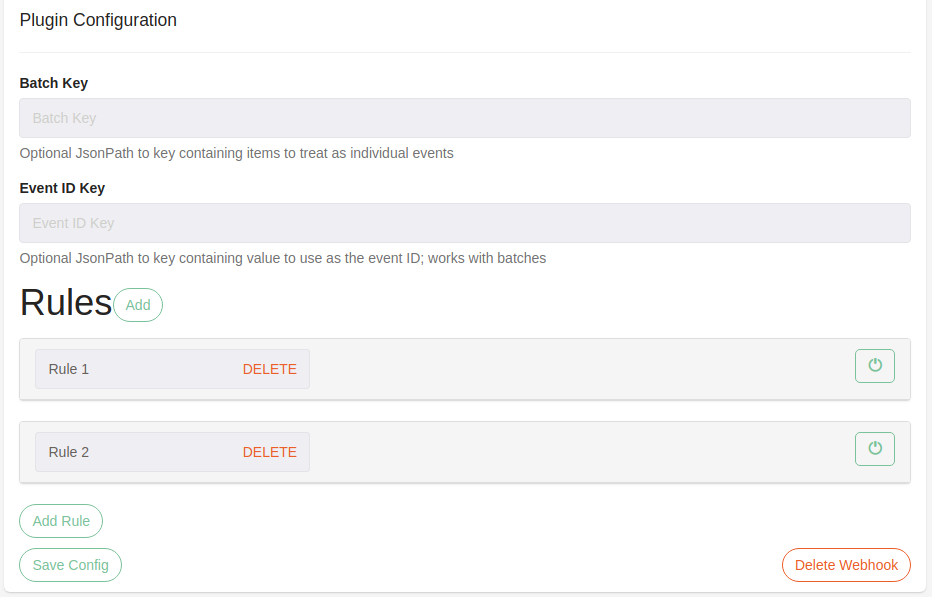 Plugin Configuration
Batch Key
Batch Key
Optional JsonPath to key containing items to treat as individual events
Event ID Key
Event ID Key
Optional JsonPath to key containing value to use as the event ID; works with batches
Rules Add
Rule 1 DELETE
Rule 2 DELETE
Add Rule
Save Config Delete Webhook